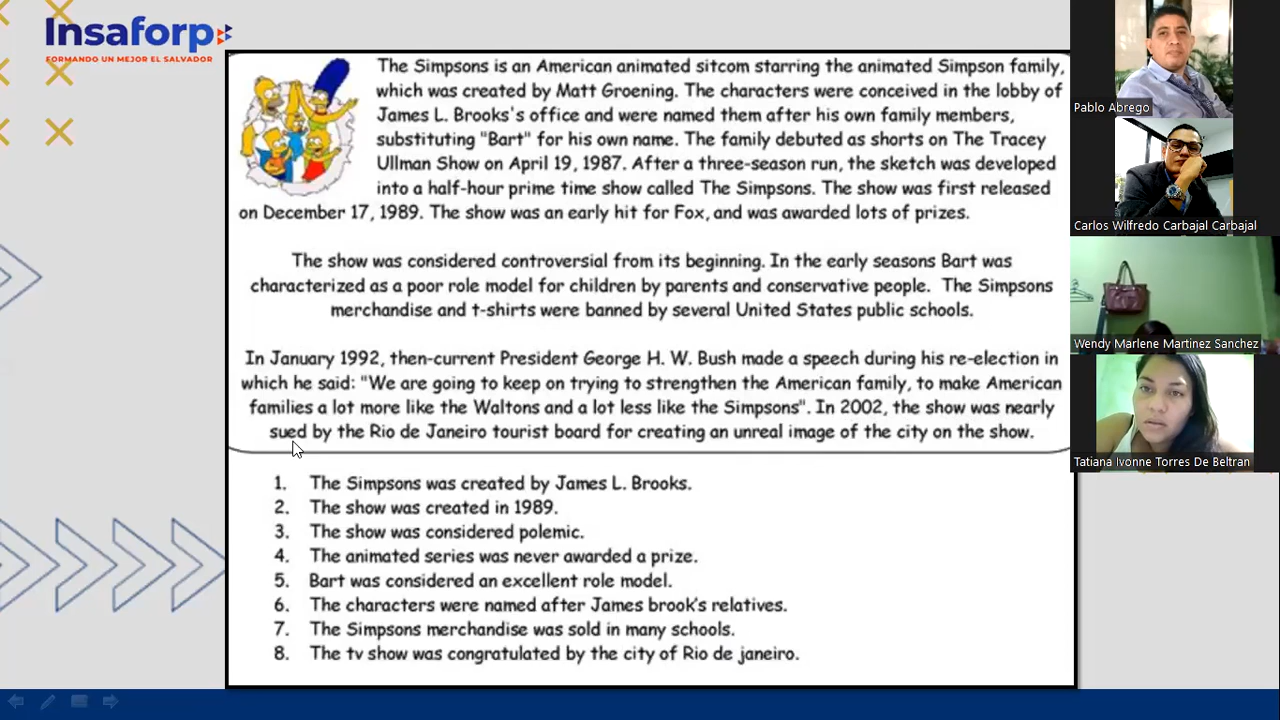 Insaforp
FORMANDO UN MEJOR EL SALVADOR
The Simpsons is an American animated sitcom starring the animated Simpson family,
which was created by Matt Groening. The characters were conceived in the lobby of
James L. Brooks's office and were named them after his own family members,
substituting "Bart" for his own name. The family debuted as shorts on The Tracey
Ullman Show on April 19, 1987. After a three-season run, the sketch was developed
into a half-hour prime time show called The Simpsons. The show was first released
on December 17, 1989. The show was an early hit for Fox, and was awarded lots of prizes.
The show was considered controversial from its beginning. In the early seasons Bart was
characterized as a poor role model for children by parents and conservative people. The Simpsons
merchandise and t-shirts were banned by several United States public schools.
In January 1992, then-current President George H. W. Bush made a speech during his re-election in
which he said: "We are going to keep on trying to strengthen the American family, to make American
families a lot more like the Waltons and a lot less like the Simpsons". In 2002, the show was nearly
sued by the Rio de Janeiro tourist board for creating an unreal image of the city on the show.
1. The Simpsons was created by James L. Brooks.
2. The show was created in 1989.
3. The show was considered polemic.
4. The animated series was never awarded a prize.
5. Bart was considered an excellent role model.
6. The characters were named after James brook's relatives.
7. The Simpsons merchandise was sold in many schools.
8. The tv show was congratulated by the city of Rio de janeiro.
Pablo Abrego
Carlos Wilfredo Carbajal Carbajal
Wendy Marlene Martinez Sanchez
Tatiana Ivonne Torres De Beltran